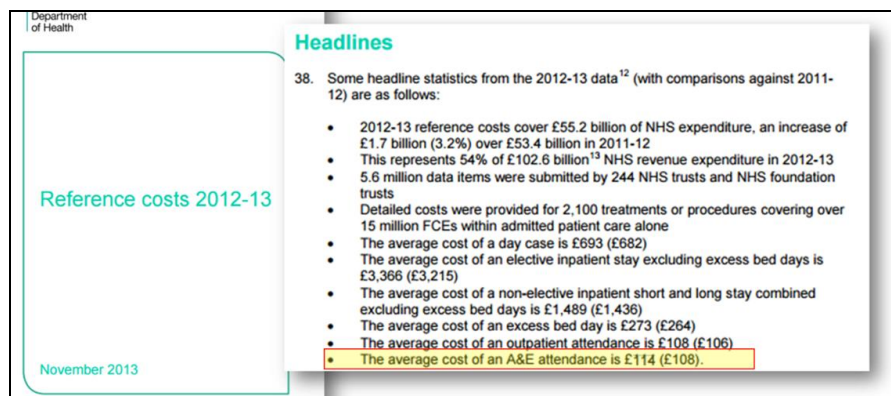 Department
of Health
Reference costs 2012-13
November 2013
Headlines
38. Some headline statistics from the 2012-13 data12 (with comparisons against 2011-
12) are as follows:
• 2012-13 reference costs cover £55.2 billion of NHS expenditure, an increase of
£1.7 billion (3.2%) over £53.4 billion in 2011-12
• This represents 54% of £102.6 billion13 NHS revenue expenditure in 2012-13
• 5.6 million data items were submitted by 244 NHS trusts and NHS foundation
trusts
• Detailed costs were provided for 2,100 treatments or procedures covering over
15 million FCEs within admitted patient care alone
• The average cost of a day case is £693 (£682)
• The average cost of an elective inpatient stay excluding excess bed days is
£3,366 (£3,215)
• The average cost of a non-elective inpatient short and long stay combined
excluding excess bed days is £1,489 (£1,436)
• The average cost of an excess bed day is £273 (£264)
• The average cost of an outpatient attendance is £108 (£106)
• The average cost of an A&E attendance is £114 (£108).